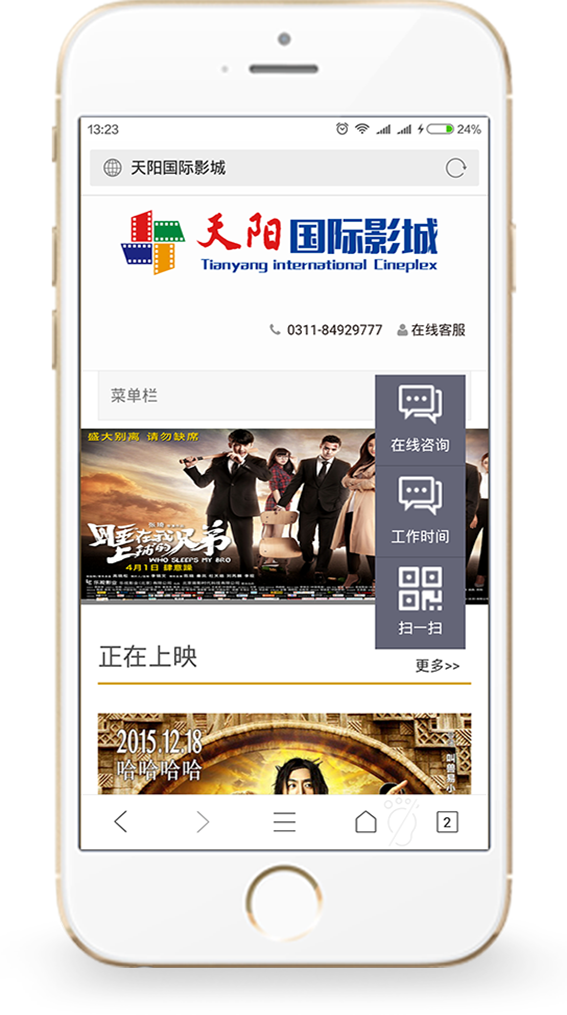 13:23
24%
天阳国际影城
天阳国际影城
Tianyang international Cineplex
0311-84929777 在线客服
菜单栏
在线咨询
工作时间
扫一扫
盛大别离 请勿缺席
睡在我上铺的兄弟
WHO SLEEPS MY BRO
4月1日 肆意躁
正在上映
更多>>
2015.12.18
哈哈哈哈
2